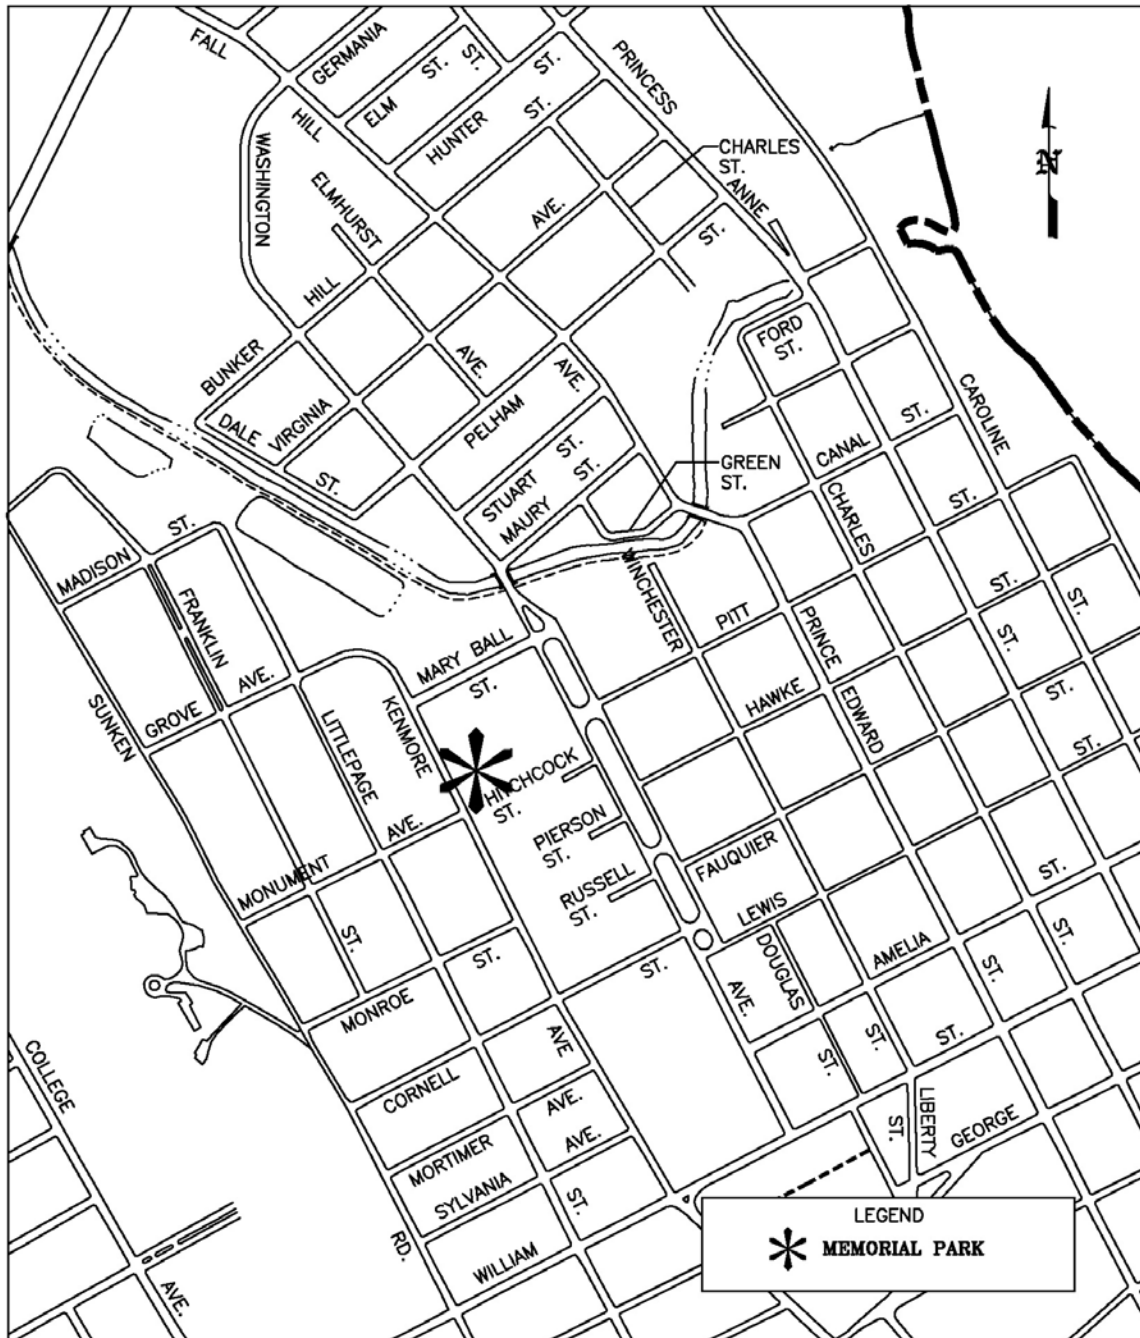 FALL
GERMANIA
ST.
PRINCESS
ST.
ELM
ST.
HILL
HUNTER
ST.
WASHINGTON
CHARLES
ST.
ELMHURST
AVE.
ANNE
ST.
N
HILL
BUNKER
AVE.
AVE.
FORD
ST.
CAROLINE
DALE
VIRGINIA
PELHAM
ST.
ST.
CANAL
ST.
STUART
ST.
GREEN
ST.
MAURY
CHARLES
ST.
ST.
MADISON
FRANKLIN
WINCHESTER
PITT
PRINCE
ST.
ST.
ST.
MARY BALL
ST.
AVE.
GROVE
SUNKEN
KENMORE
LITTLEPAGE
HAWKE
EDWARD
ST.
ST.
HITCHCOCK
ST.
AVE.
PIERSON
ST.
MONUMENT
RUSSELL
ST.
FAUQUIER
ST.
LEWIS
ST.
ST.
ST.
ST.
DOUGLAS
AMELIA
ST.
AVE.
MONROE
AVE
ST.
ST.
ST.
COLLEGE
CORNELL
AVE.
LIBERTY
ST.
GEORGE
AVE.
MORTIMER
SYLVANIA
ST.
RD.
WILLIAM
AVE.
LEGEND
MEMORIAL PARK